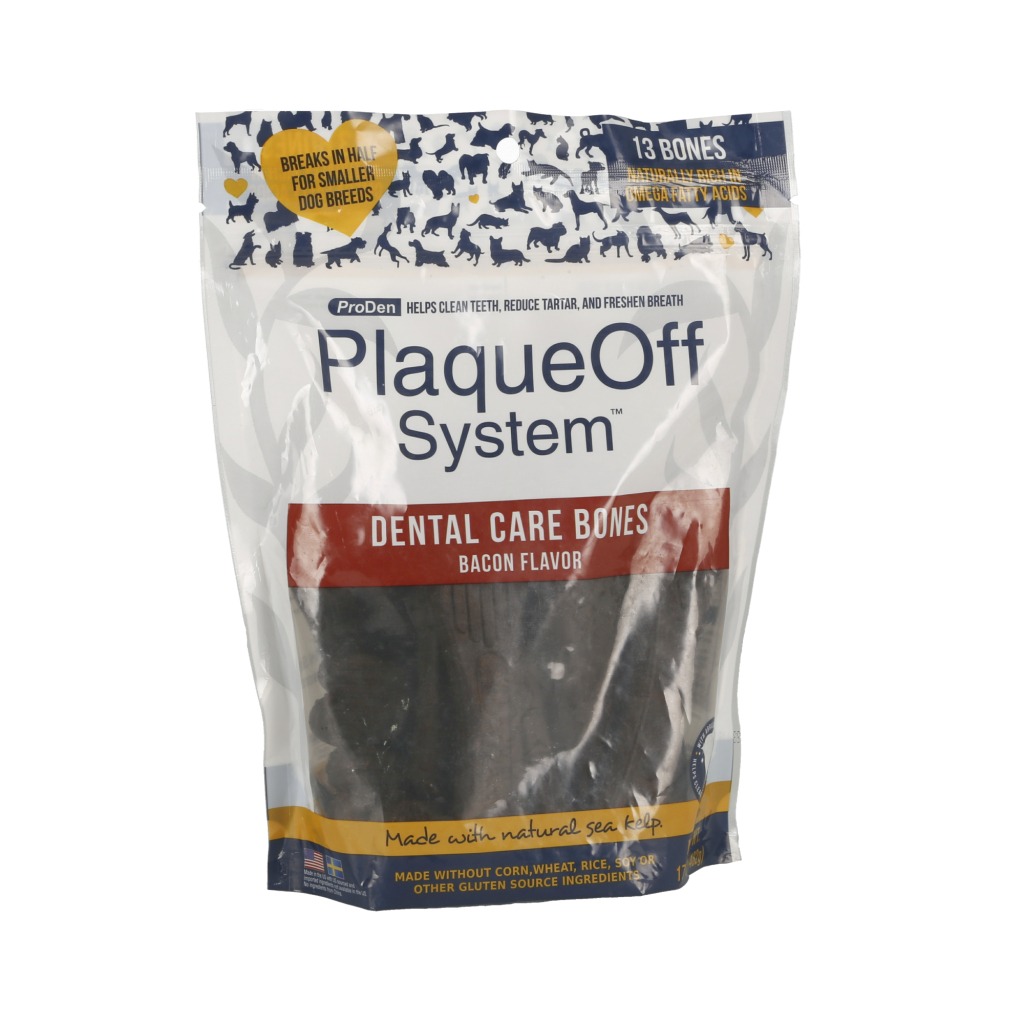 BREAKS IN HALF
FOR SMALLER
DOG BREEDS
13 BONES
NATURALLY RICH IN
OMEGA FATTY ACIDS
ProDen HELPS CLEAN TEETH, REDUCE TARTAR, AND FRESHEN BREATH
PlaqueOff
System™
DENTAL CARE BONES
BACON FLAVOR
Made with natural sea kelp.
MADE WITHOUT CORN, WHEAT, RICE, SOY OR
OTHER GLUTEN SOURCE INGREDIENTS.